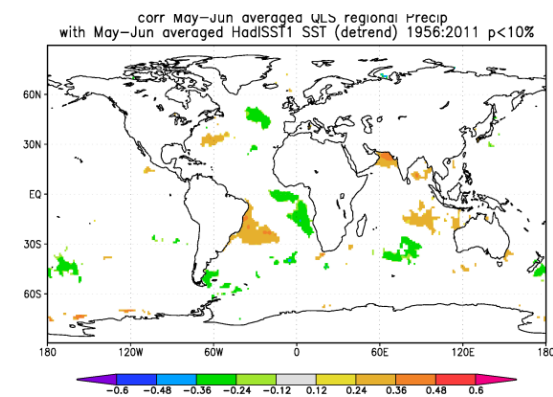 corr May-Jun averaged QLS regional Precip
with May-Jun averaged HadISST1 SST (detrend) 1956:2011 p<10%
60N
30N
EQ
30S
60S
180 120W 60W 0 60E 120E 180
-0.6 -0.48 -0.36 -0.24 -0.12 0.12 0.24 0.36 0.48 0.6